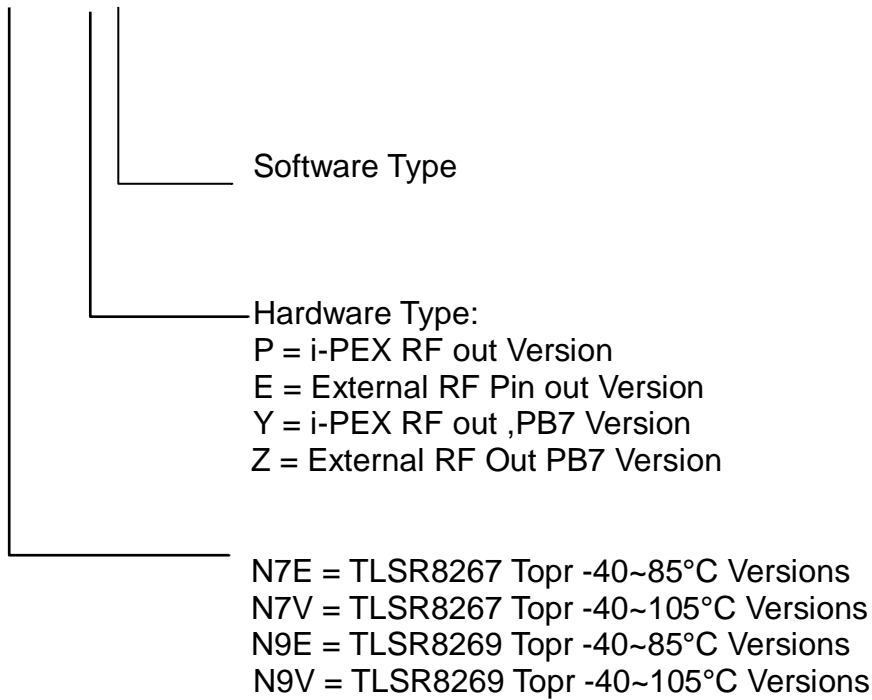 Software Type
Hardware Type:
P = i-PEX RF out Version
E = External RF Pin out Version
Y = i-PEX RF out ,PB7 Version
Z = External RF Out PB7 Version
N7E = TLSR8267 Topr -40~85°C Versions
N7V = TLSR8267 Topr -40~105°C Versions
N9E = TLSR8269 Topr -40~85°C Versions
N9V = TLSR8269 Topr -40~105°C Versions